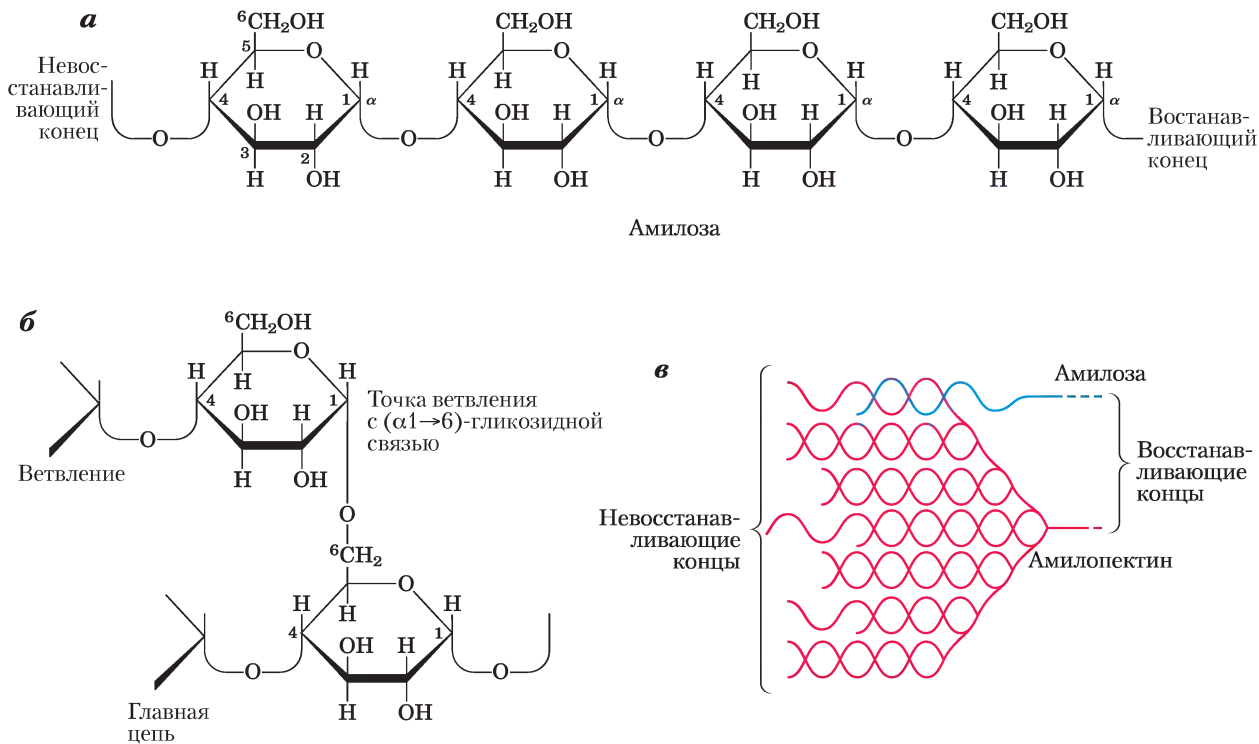 а
⁶CH₂OH CH₂OH CH₂OH CH₂OH
5 O O O O
Невос-
станавли-
вающий
конец
H H H H H H H H
H H H H
4 OH H 1 α 4 OH H 1 α 4 OH H 1 α 4 OH H 1 α
O O O O
Востанав-
ливающий
конец
3 2
H OH H OH H OH H OH
Амилоза
б
⁶CH₂OH
O
H H
H
4 OH H 1
O
H OH
Ветвление
Точка ветвления
с (α1→6)-гликозидной
связью
O
⁶CH₂
O
H H
H
4 OH H 1
O O
H OH
Главная
цепь
в
Амилоза
Восстанав-
ливающие
концы
Невосстанав-
ливающие
концы
Амилопектин